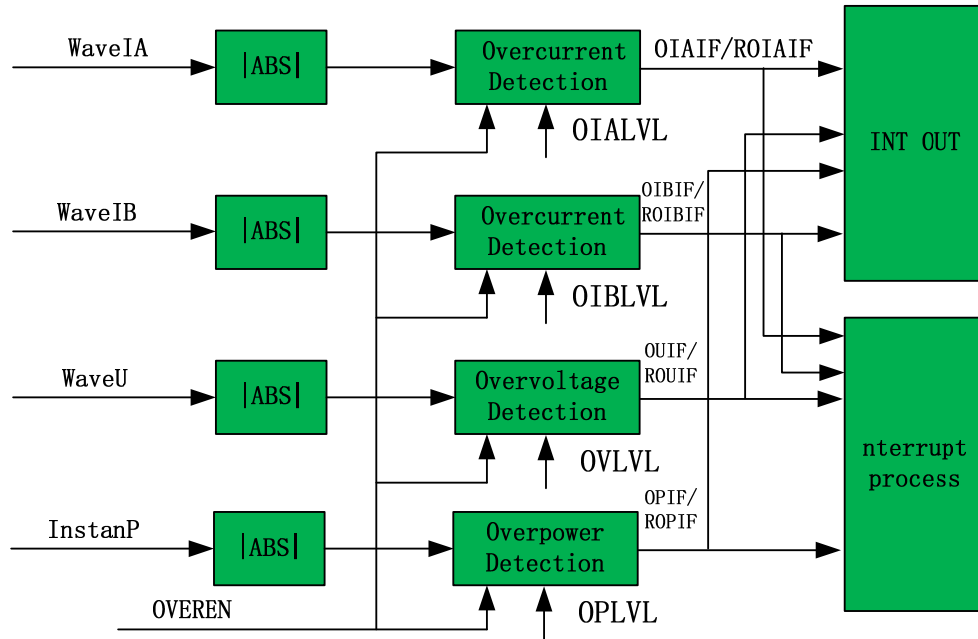 WaveIA
|ABS|
Overcurrent
Detection
OIAIF/ROIAIF
OIALVL
INT OUT
WaveIB
|ABS|
Overcurrent
Detection
OIBIF/
ROIBIF
OIBLVL
WaveU
|ABS|
Overvoltage
Detection
OUIF/
ROUIF
OVLVL
nterrupt
process
InstanP
|ABS|
Overpower
Detection
OPIF/
ROPIF
OVEREN
OPLVL